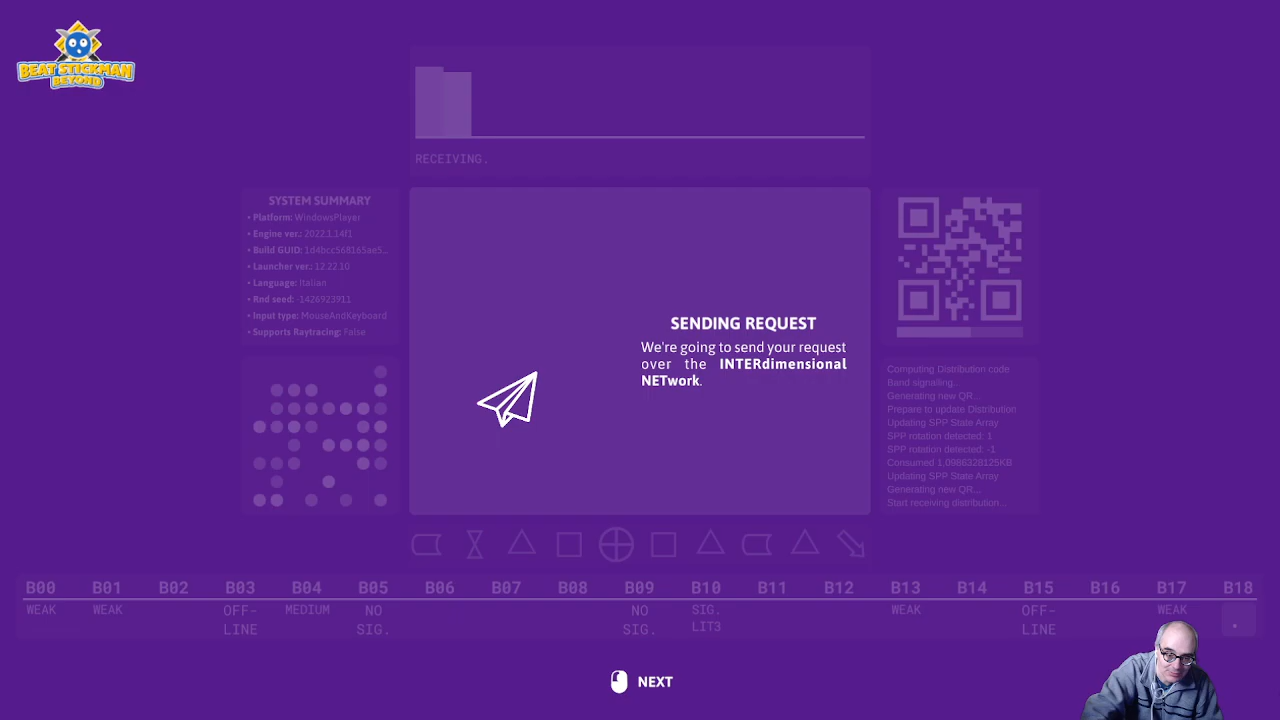 BEAT STICKMAN
BEYOND
RECEIVING.
SYSTEM SUMMARY
• Platform: WindowsPlayer
• Engine ver.: 2022.1.14f1
• Build GUID: 1d4bcc568165ae5...
• Launcher ver.: 12.22.10
• Language: Italian
• Rnd seed: -1426923911
• Input type: MouseAndKeyboard
• Supports Raytracing: False
SENDING REQUEST
We're going to send your request
over the INTERdimensional
NETwork.
Computing Distribution code
Band signalling...
Generating new QR...
Prepare to update Distribution
Updating SPP State Array
SPP rotation detected: 1
SPP rotation detected: -1
Consumed 1.0986328125KB
Updating SPP State Array
Generating new QR...
Start receiving distribution...
B00 B01 B02 B03 B04 B05 B06 B07 B08 B09 B10 B11 B12 B13 B14 B15 B16 B17 B18
WEAK WEAK OFF- MEDIUM NO NO SIG. WEAK OFF- WEAK
LINE SIG. SIG. LIT3 LINE .
NEXT